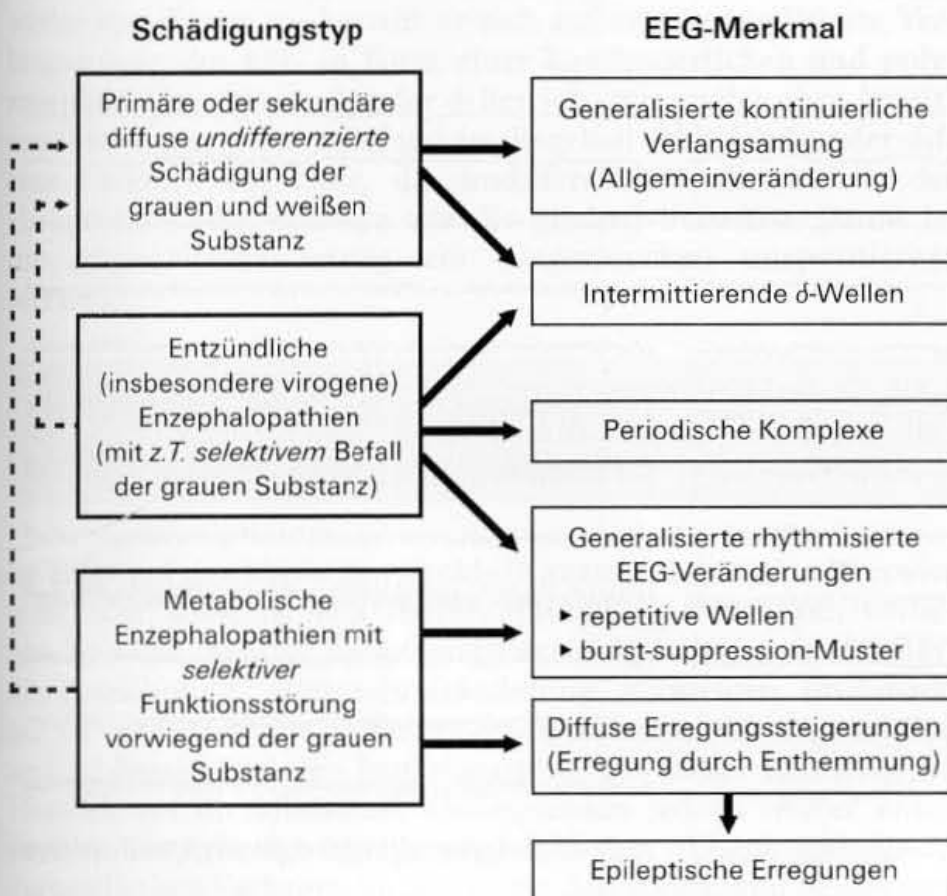 Schädigungstyp
Primäre oder sekundäre
diffuse undifferenzierte
Schädigung der
grauen und weißen
Substanz
Entzündliche
(insbesondere virogene)
Enzephalopathien
(mit z.T. selektivem Befall
der grauen Substanz)
Metabolische
Enzephalopathien mit
selektiver
Funktionsstörung
vorwiegend der grauen
Substanz
EEG-Merkmal
Generalisierte kontinuierliche
Verlangsamung
(Allgemeinveränderung)
Intermittierende δ-Wellen
Periodische Komplexe
Generalisierte rhythmisierte
EEG-Veränderungen
▸ repetitive Wellen
▸ burst-suppression-Muster
Diffuse Erregungssteigerungen
(Erregung durch Enthemmung)
Epileptische Erregungen